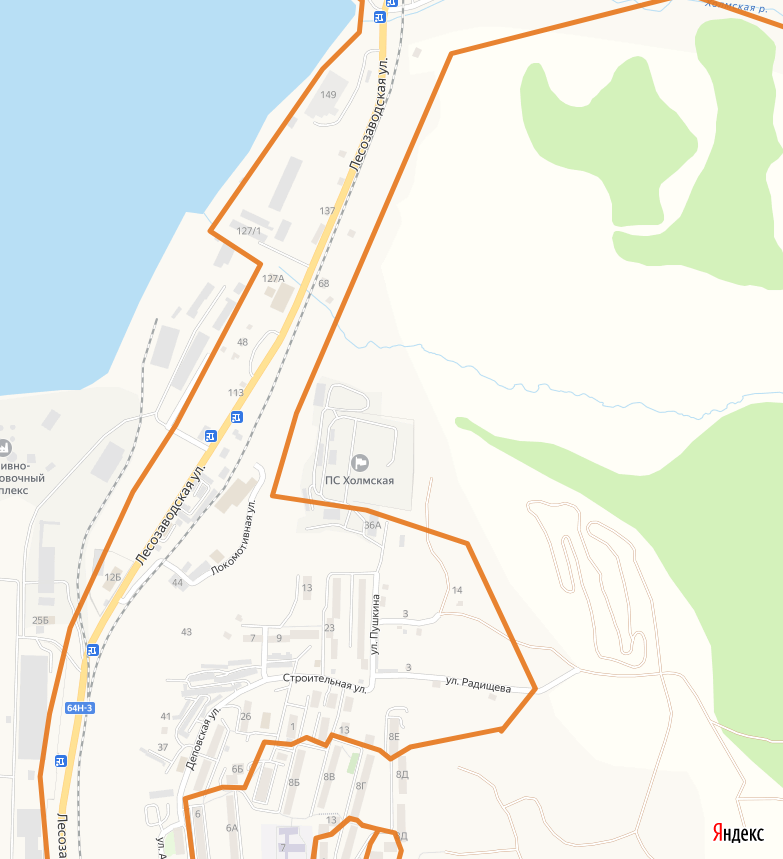 Холмская р.
149
Лесозаводская ул.
137
127/1
127А
68
48
113
ивно-
овочный
плекс
ПС Холмская
Лесозаводская ул.
Локомотивная ул.
36А
12Б
44
13
14
25Б
43
23
3
7
9
ул. Пушкина
3
Строительная ул.
ул. Радищева
64Н-3
41
26
1
13
8Е
37
Деповская ул.
6Б
8Б
8В
8Г
8Д
6
6А
13
7
Лесоза
ул. А
Яндекс